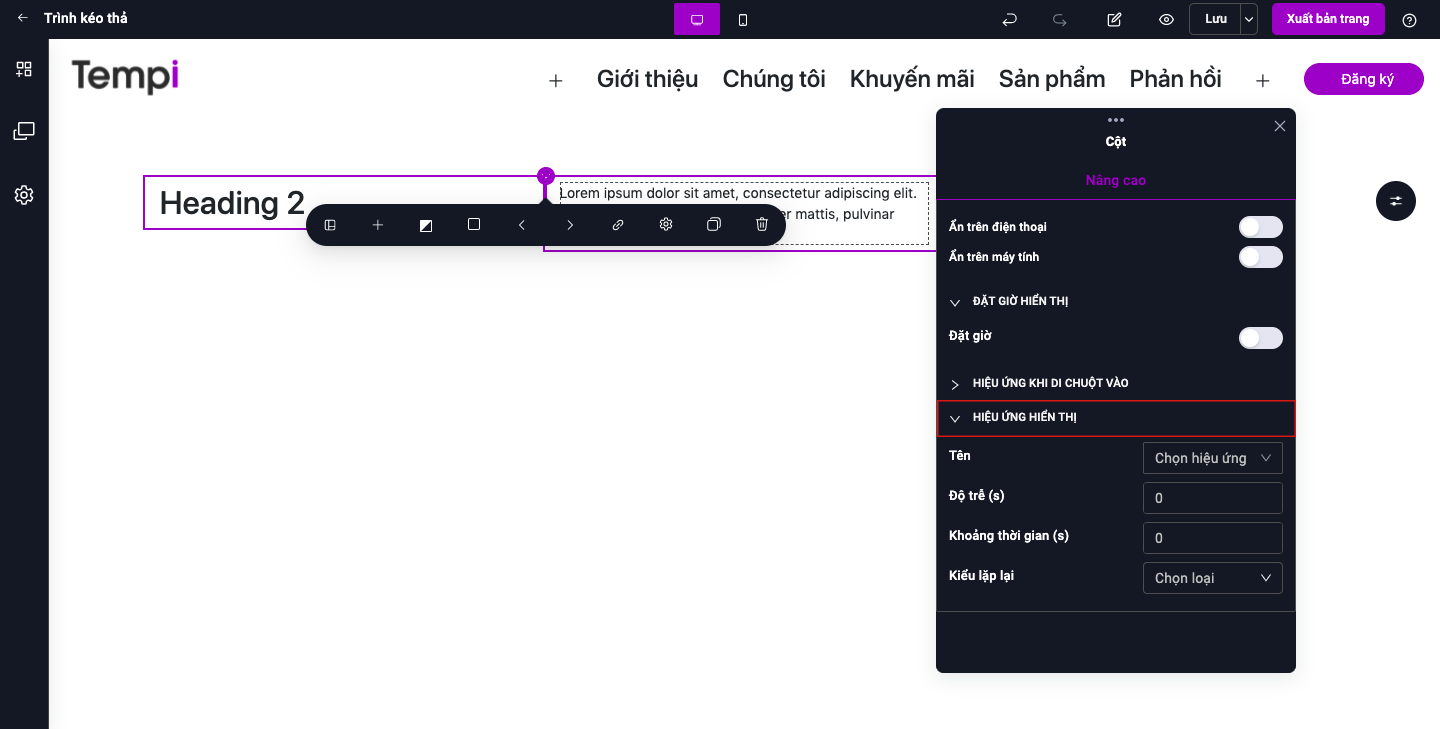 Trình kéo thả
Lưu
Xuất bản trang
Tempi
Giới thiệu
Chúng tôi
Khuyến mãi
Sản phẩm
Phản hồi
Đăng ký
Heading 2
Lorem ipsum dolor sit amet, consectetur adipiscing elit.
er mattis, pulvinar
Cột
Nâng cao
Ẩn trên điện thoại
Ẩn trên máy tính
ĐẶT GIỜ HIỂN THỊ
Đặt giờ
HIỆU ỨNG KHI DI CHUỘT VÀO
HIỆU ỨNG HIỂN THỊ
Tên
Chọn hiệu ứng
Độ trễ (s)
0
Khoảng thời gian (s)
0
Kiểu lặp lại
Chọn loại